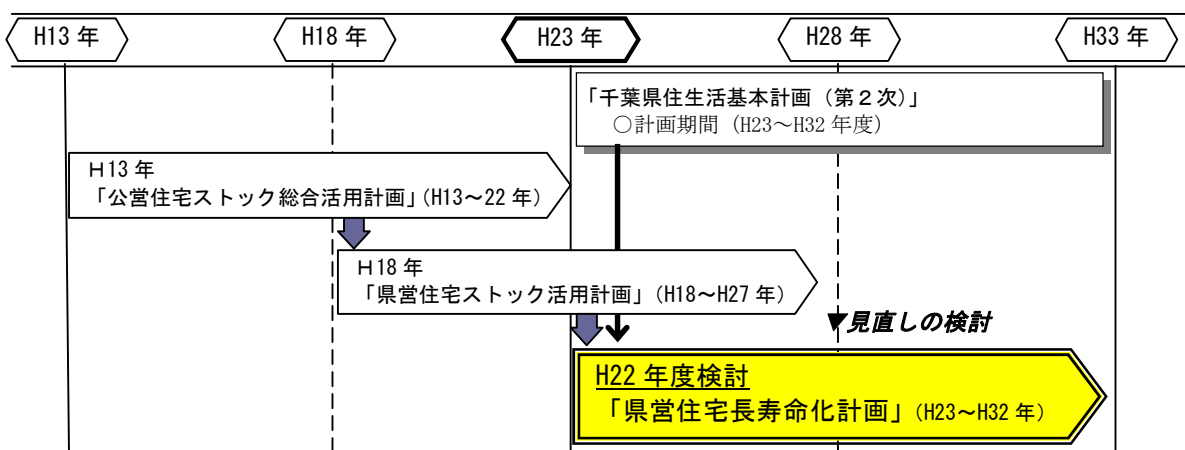 H13 年
H18 年
H23 年
H28 年
H33 年
「千葉県住生活基本計画（第２次）」
○計画期間（H23～H32 年度）
Ｈ13 年
「公営住宅ストック総合活用計画」（H13～22 年）
Ｈ18 年
「県営住宅ストック活用計画」（H18～H27 年）
▼見直しの検討
H22 年度検討
「県営住宅長寿命化計画」（H23～H32 年）